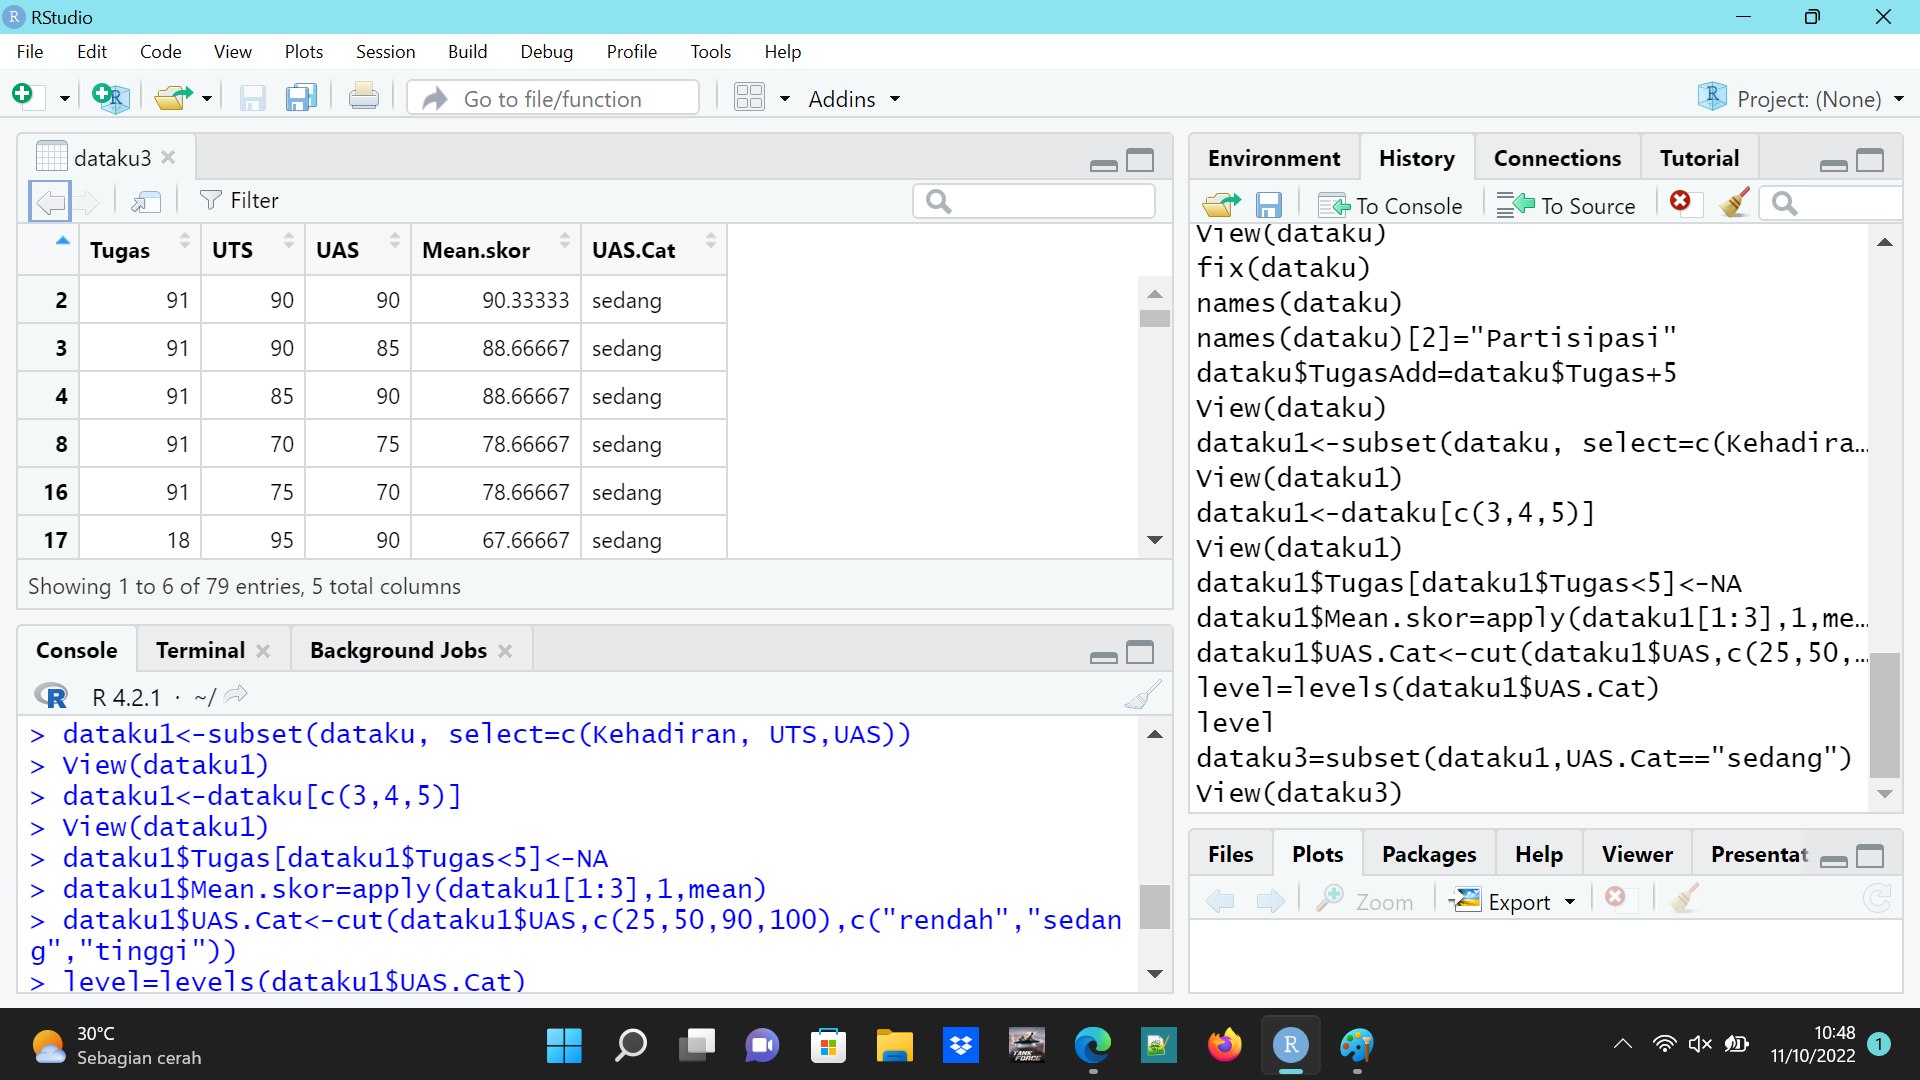 RStudio
File Edit Code View Plots Session Build Debug Profile Tools Help
Go to file/function Addins Project: (None)
dataku3
Filter
Tugas UTS UAS Mean.skor UAS.Cat
2 91 90 90 90.33333 sedang
3 91 90 85 88.66667 sedang
4 91 85 90 88.66667 sedang
8 91 70 75 78.66667 sedang
16 91 75 70 78.66667 sedang
17 18 95 90 67.66667 sedang
Showing 1 to 6 of 79 entries, 5 total columns
Console Terminal Background Jobs
R 4.2.1 · ~/
> dataku1<-subset(dataku, select=c(Kehadiran, UTS,UAS))
> View(dataku1)
> dataku1<-dataku[c(3,4,5)]
> View(dataku1)
> dataku1$Tugas[dataku1$Tugas<5]<-NA
> dataku1$Mean.skor=apply(dataku1[1:3],1,mean)
> dataku1$UAS.Cat<-cut(dataku1$UAS,c(25,50,90,100),c("rendah","sedan
g","tinggi"))
> level=levels(dataku1$UAS.Cat)
Environment History Connections Tutorial
To Console To Source
View(dataku)
fix(dataku)
names(dataku)
names(dataku)[2]="Partisipasi"
dataku$TugasAdd=dataku$Tugas+5
View(dataku)
dataku1<-subset(dataku, select=c(Kehadira…
View(dataku1)
dataku1<-dataku[c(3,4,5)]
View(dataku1)
dataku1$Tugas[dataku1$Tugas<5]<-NA
dataku1$Mean.skor=apply(dataku1[1:3],1,me…
dataku1$UAS.Cat<-cut(dataku1$UAS,c(25,50,…
level=levels(dataku1$UAS.Cat)
level
dataku3=subset(dataku1,UAS.Cat=="sedang")
View(dataku3)
Files Plots Packages Help Viewer Presentat
Zoom Export
30°C
Sebagian cerah
TANK FORCE
10:48
11/10/2022
1